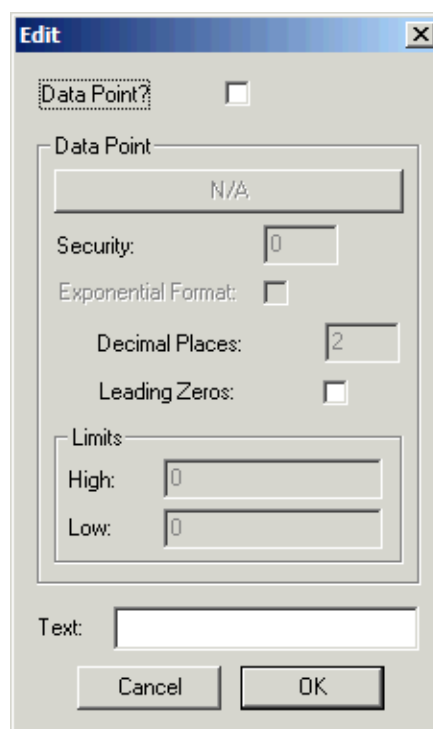 Edit
Data Point?
Data Point
N/A
Security: 0
Exponential Format:
Decimal Places: 2
Leading Zeros:
Limits
High: 0
Low: 0
Text:
Cancel OK